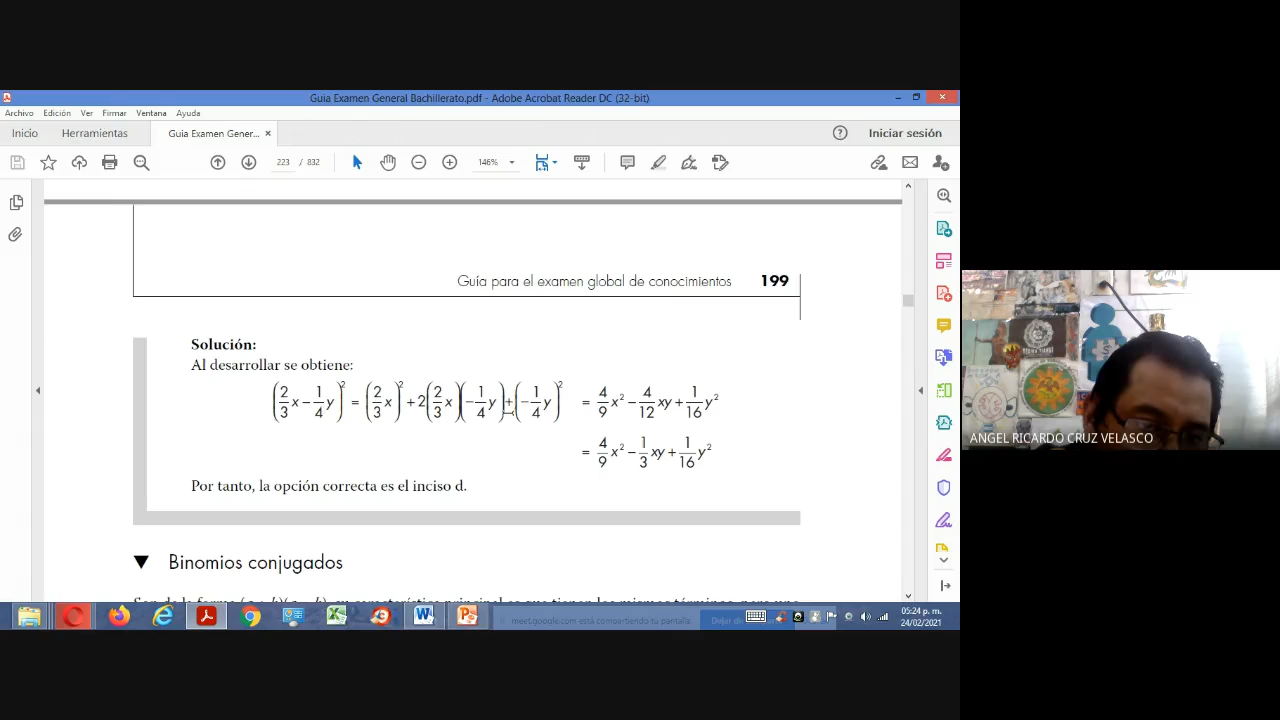 Guia Examen General Bachillerato.pdf - Adobe Acrobat Reader DC (32-bit)
Archivo Edición Ver Firmar Ventana Ayuda
Inicio Herramientas Guia Examen Gener... × Iniciar sesión
223 / 832 146%
Guía para el examen global de conocimientos 199
Solución:
Al desarrollar se obtiene:
(2/3 x − 1/4 y)² = (2/3 x)² + 2(2/3 x)(−1/4 y) + (−1/4 y)² = 4/9 x² − 4/12 xy + 1/16 y²
= 4/9 x² − 1/3 xy + 1/16 y²
Por tanto, la opción correcta es el inciso d.
▼ Binomios conjugados
meet.google.com está compartiendo tu pantalla.
05:24 p. m.
24/02/2021
ANGEL RICARDO CRUZ VELASCO